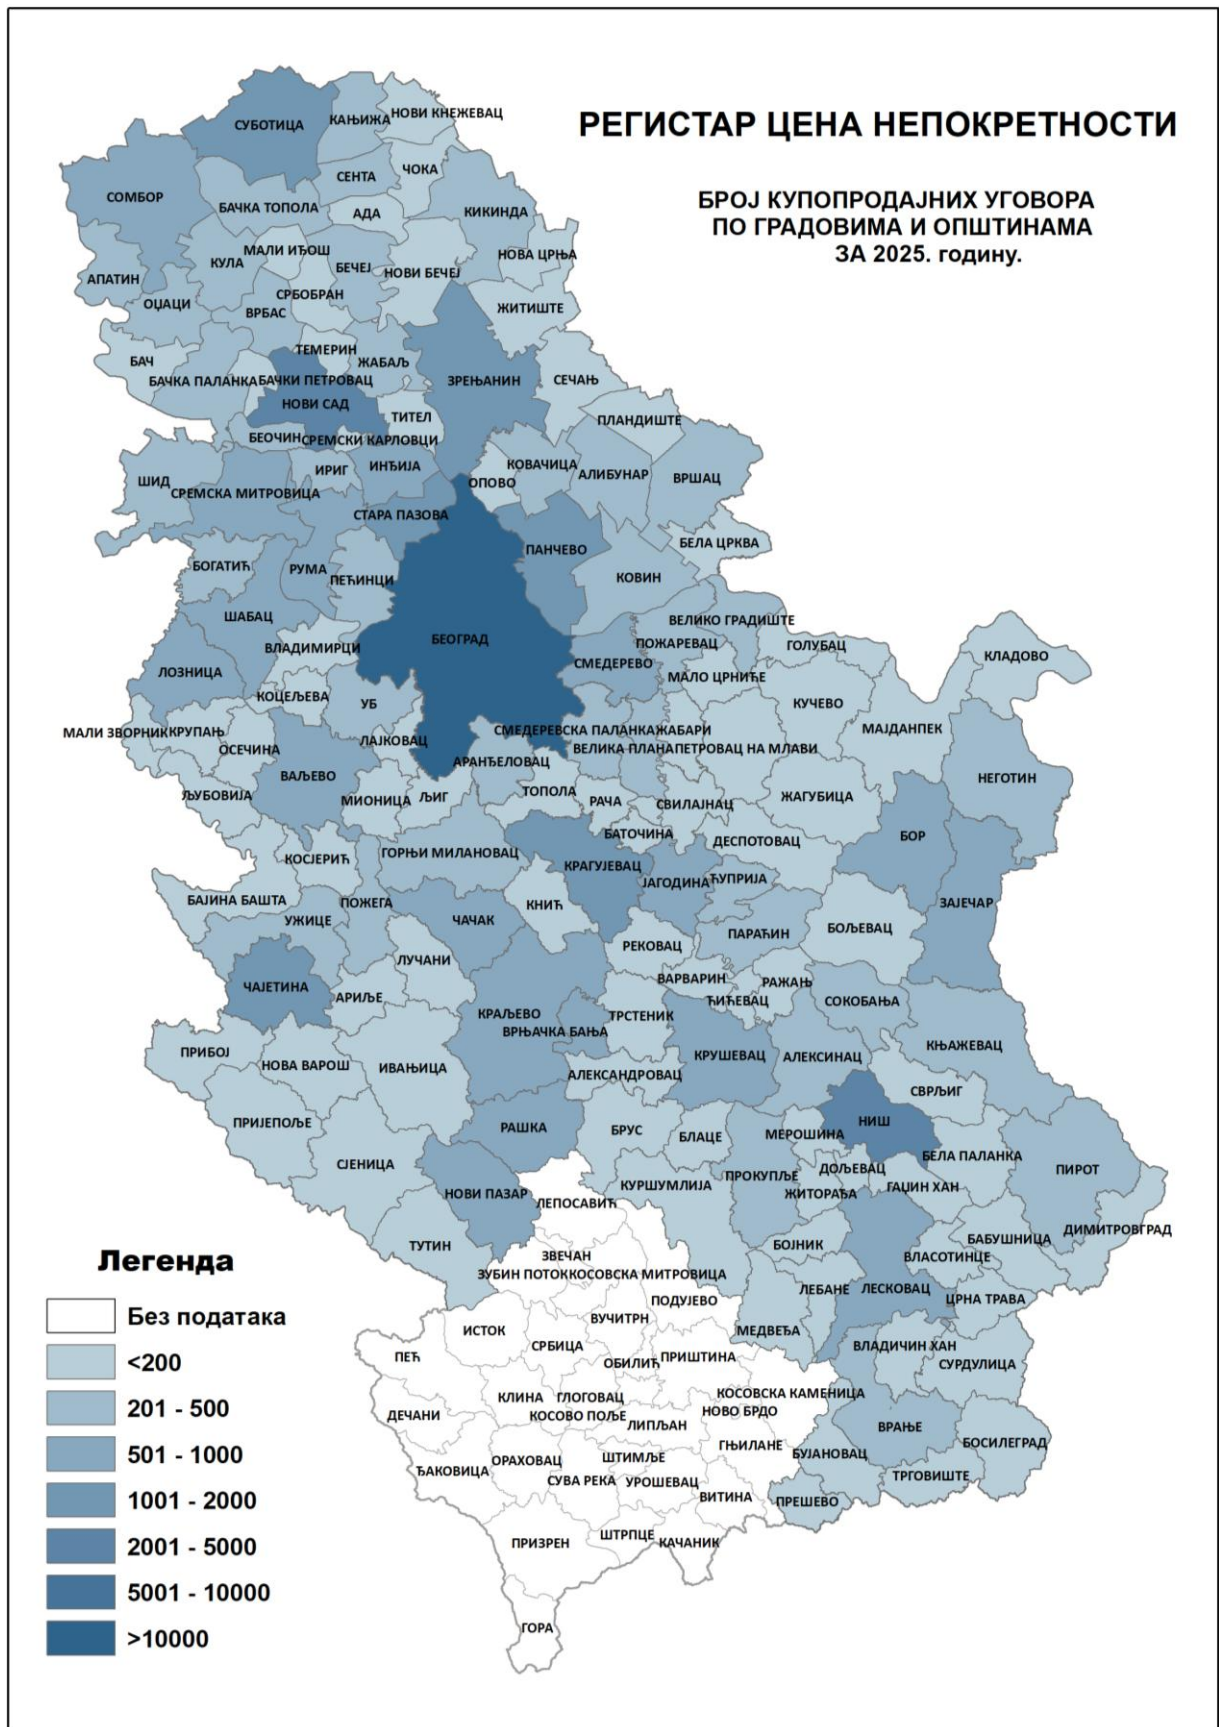 РЕГИСТАР ЦЕНА НЕПОКРЕТНОСТИ
БРОЈ КУПОПРОДАЈНИХ УГОВОРА
ПО ГРАДОВИМА И ОПШТИНАМА
ЗА 2025. годину.
СУБОТИЦА
КАЊИЖА
НОВИ КНЕЖЕВАЦ
СОМБОР
СЕНТА
ЧОКА
БАЧКА ТОПОЛА
АДА
КИКИНДА
АПАТИН
КУЛА
МАЛИ ИЂОШ
БЕЧЕЈ
НОВИ БЕЧЕЈ
НОВА ЦРЊА
ОЏАЦИ
СРБОБРАН
ВРБАС
ЖИТИШТЕ
БАЧ
ТЕМЕРИН
ЖАБАЉ
БАЧКА ПАЛАНКА
БАЧКИ ПЕТРОВАЦ
ЗРЕЊАНИН
СЕЧАЊ
НОВИ САД
ТИТЕЛ
ПЛАНДИШТЕ
БЕОЧИН
СРЕМСКИ КАРЛОВЦИ
ШИД
СРЕМСКА МИТРОВИЦА
ИРИГ
ИНЂИЈА
ОПОВО
КОВАЧИЦА
АЛИБУНАР
ВРШАЦ
СТАРА ПАЗОВА
ПАНЧЕВО
БЕЛА ЦРКВА
БОГАТИЋ
РУМА
ПЕЋИНЦИ
КОВИН
ШАБАЦ
ВЛАДИМИРЦИ
БЕОГРАД
ВЕЛИКО ГРАДИШТЕ
ПОЖАРЕВАЦ
ГОЛУБАЦ
КЛАДОВО
ЛОЗНИЦА
СМЕДЕРЕВО
МАЛО ЦРНИЋЕ
КОЦЕЉЕВА
УБ
КУЧЕВО
МАЛИ ЗВОРНИК
КРУПАЊ
ОСЕЧИНА
ЛАЈКОВАЦ
СМЕДЕРЕВСКА ПАЛАНКА
ЖАБАРИ
МАЈДАНПЕК
ВЕЛИКА ПЛАНА
ПЕТРОВАЦ НА МЛАВИ
ЉУБОВИЈА
ВАЉЕВО
МИОНИЦА
ЉИГ
АРАНЂЕЛОВАЦ
ТОПОЛА
РАЧА
СВИЛАЈНАЦ
ЖАГУБИЦА
НЕГОТИН
КОСЈЕРИЋ
ГОРЊИ МИЛАНОВАЦ
БАТОЧИНА
ДЕСПОТОВАЦ
БОР
КРАГУЈЕВАЦ
ЈАГОДИНА
ЋУПРИЈА
БАЈИНА БАШТА
ПОЖЕГА
КНИЋ
ЗАЈЕЧАР
УЖИЦЕ
ЧАЧАК
ПАРАЋИН
БОЉЕВАЦ
ЛУЧАНИ
РЕКОВАЦ
ЧАЈЕТИНА
АРИЉЕ
ВАРВАРИН
РАЖАЊ
ЋИЋЕВАЦ
СОКОБАЊА
КРАЉЕВО
ВРЊАЧКА БАЊА
ТРСТЕНИК
ПРИБОЈ
НОВА ВАРОШ
ИВАЊИЦА
АЛЕКСАНДРОВАЦ
КРУШЕВАЦ
АЛЕКСИНАЦ
КЊАЖЕВАЦ
СВРЉИГ
ПРИЈЕПОЉЕ
РАШКА
БРУС
БЛАЦЕ
МЕРОШИНА
НИШ
БЕЛА ПАЛАНКА
ПИРОТ
СЈЕНИЦА
НОВИ ПАЗАР
КУРШУМЛИЈА
ПРОКУПЉЕ
ДОЉЕВАЦ
ЖИТОРАЂА
ГАЏИН ХАН
ЛЕПОСАВИЋ
ТУТИН
ЗВЕЧАН
БОЈНИК
БАБУШНИЦА
ДИМИТРОВГРАД
ВЛАСОТИНЦЕ
ЗУБИН ПОТОК
КОСОВСКА МИТРОВИЦА
ЛЕБАНЕ
ЛЕСКОВАЦ
ЦРНА ТРАВА
ПОДУЈЕВО
ИСТОК
ВУЧИТРН
МЕДВЕЂА
ПЕЋ
СРБИЦА
ОБИЛИЋ
ПРИШТИНА
ВЛАДИЧИН ХАН
СУРДУЛИЦА
КЛИНА
ГЛОГОВАЦ
КОСОВСКА КАМЕНИЦА
ДЕЧАНИ
КОСОВО ПОЉЕ
ЛИПЉАН
НОВО БРДО
ВРАЊЕ
ЂАКОВИЦА
ОРАХОВАЦ
ШТИМЉЕ
ГЊИЛАНЕ
БУЈАНОВАЦ
БОСИЛЕГРАД
СУВА РЕКА
УРОШЕВАЦ
ВИТИНА
ТРГОВИШТЕ
ПРЕШЕВО
ПРИЗРЕН
ШТРПЦЕ
КАЧАНИК
ГОРА
Легенда
Без података
<200
201 - 500
501 - 1000
1001 - 2000
2001 - 5000
5001 - 10000
>10000